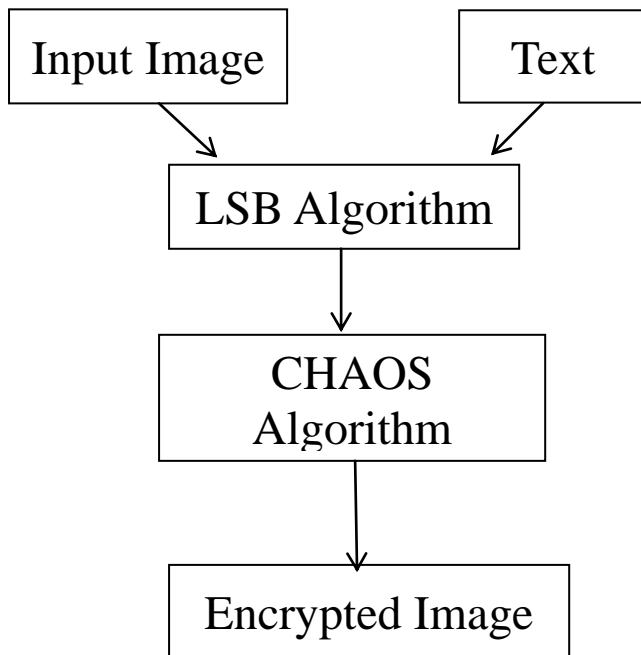 Input Image
Text
LSB Algorithm
CHAOS
Algorithm
Encrypted Image